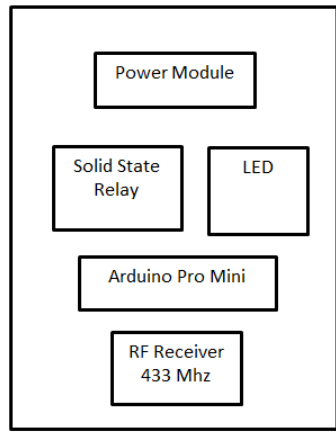 Power Module
Solid State
Relay
LED
Arduino Pro Mini
RF Receiver
433 Mhz